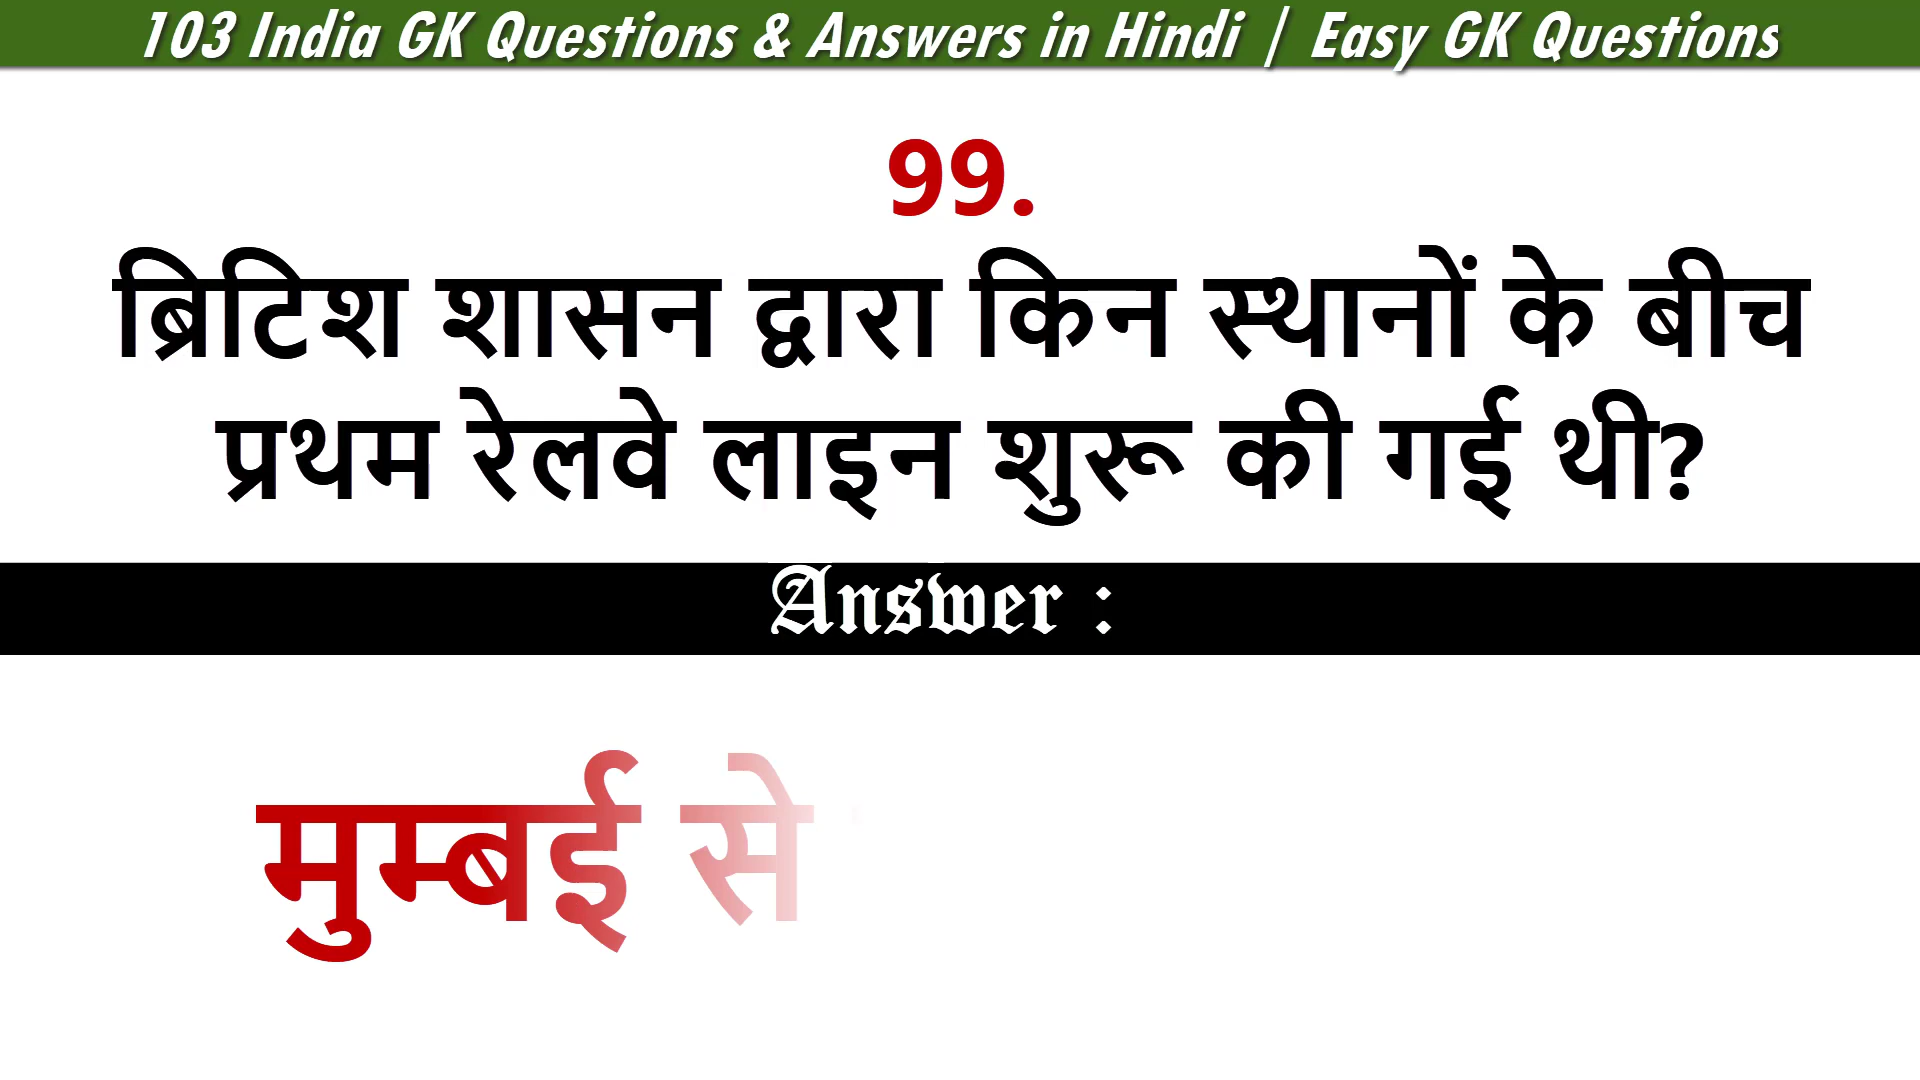 103 India GK Questions & Answers in Hindi | Easy GK Questions
99.
ब्रिटिश शासन द्वारा किन स्थानों के बीच
प्रथम रेलवे लाइन शुरू की गई थी?
Answer :
मुम्बई से